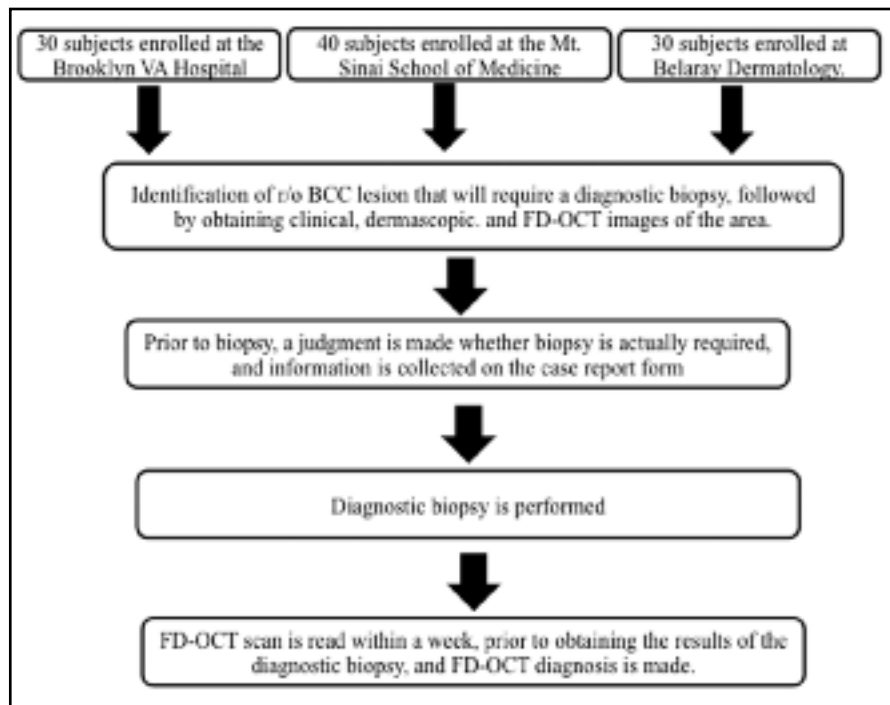 30 subjects enrolled at the
Brooklyn VA Hospital
40 subjects enrolled at the Mt.
Sinai School of Medicine
30 subjects enrolled at
Belaray Dermatology.
Identification of r/o BCC lesion that will require a diagnostic biopsy, followed
by obtaining clinical, dermascopic. and FD-OCT images of the area.
Prior to biopsy, a judgment is made whether biopsy is actually required,
and information is collected on the case report form
Diagnostic biopsy is performed
FD-OCT scan is read within a week, prior to obtaining the results of the
diagnostic biopsy, and FD-OCT diagnosis is made.